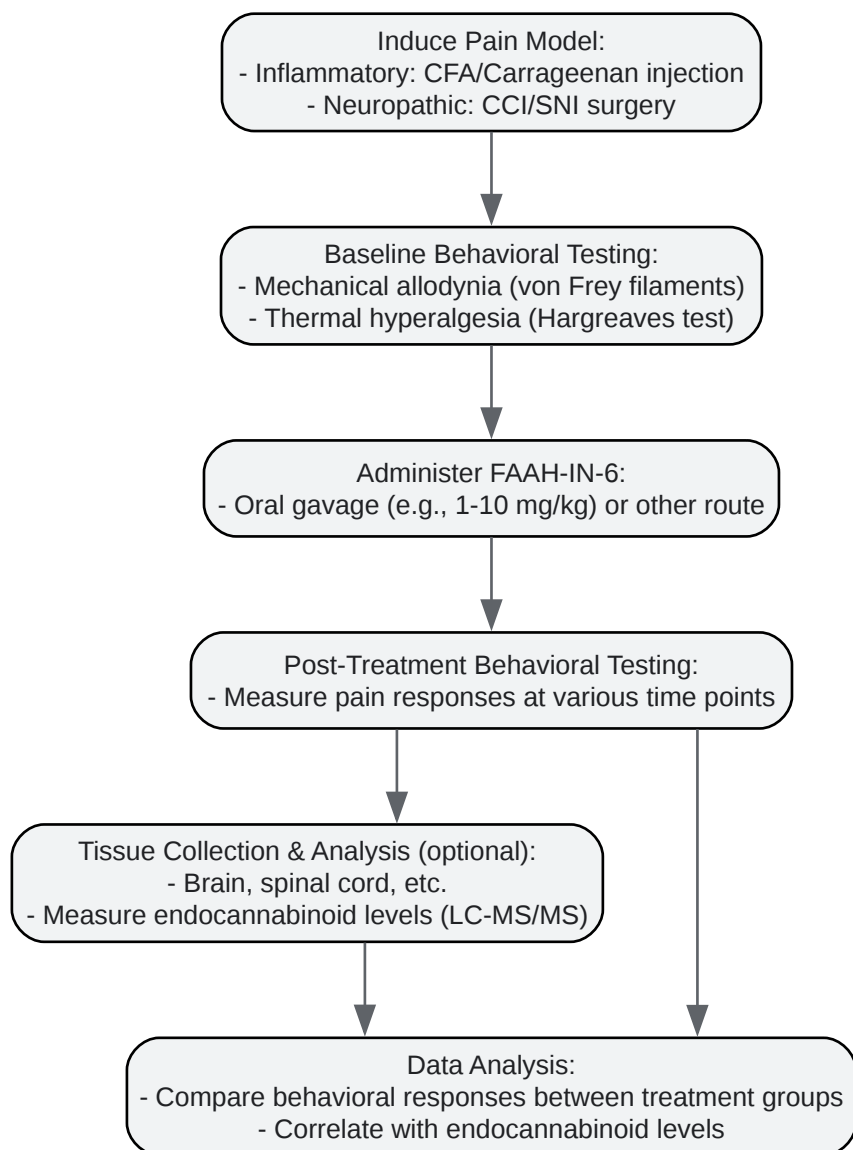 Induce Pain Model:
- Inflammatory: CFA/Carrageenan injection
- Neuropathic: CCI/SNI surgery
Baseline Behavioral Testing:
- Mechanical allodynia (von Frey filaments)
- Thermal hyperalgesia (Hargreaves test)
Administer FAAH-IN-6:
- Oral gavage (e.g., 1-10 mg/kg) or other route
Post-Treatment Behavioral Testing:
- Measure pain responses at various time points
Tissue Collection & Analysis (optional):
- Brain, spinal cord, etc.
- Measure endocannabinoid levels (LC-MS/MS)
Data Analysis:
- Compare behavioral responses between treatment groups
- Correlate with endocannabinoid levels